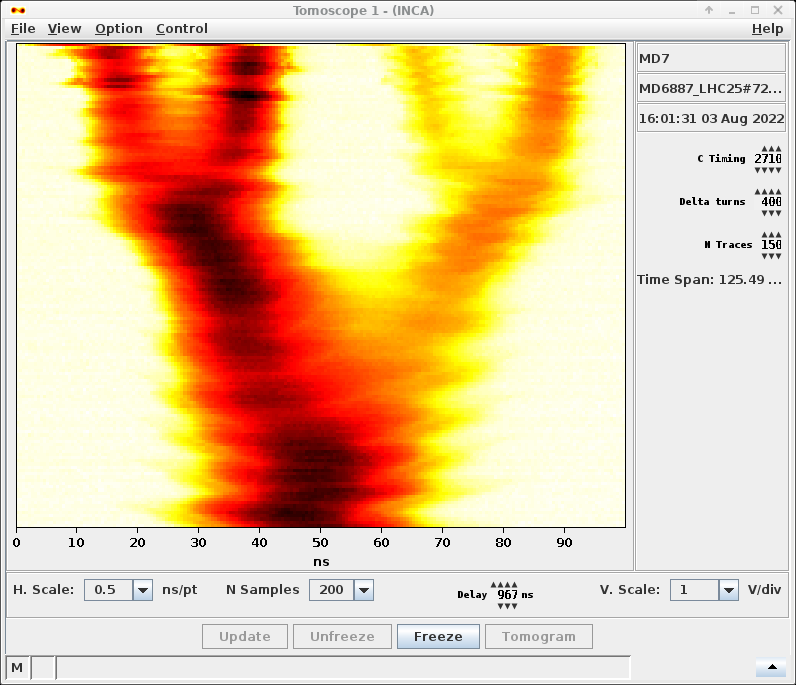 Tomoscope 1 - (INCA)
File View Option Control Help
MD7
MD6887_LHC25#72...
16:01:31 03 Aug 2022
C Timing 2710
Delta turns 400
N Traces 150
Time Span: 125.49 ...
0 10 20 30 40 50 60 70 80 90
ns
H. Scale: 0.5 ns/pt N Samples 200 Delay 967 ns V. Scale: 1 V/div
Update Unfreeze Freeze Tomogram
M